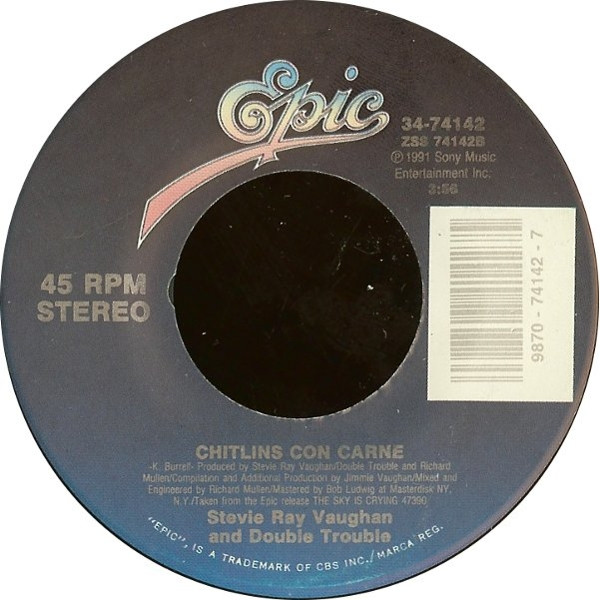 Epic
34-74142
ZSS 74142B
℗ 1991 Sony Music
Entertainment Inc.
3:56
45 RPM
STEREO
9870 - 74142 - 7
CHITLINS CON CARNE
-K. Burrell- Produced by Stevie Ray Vaughan/Double Trouble and Richard
Mullen/Compilation and Additional Production by Jimmie Vaughan/Mixed and
Engineered by Richard Mullen/Mastered by Bob Ludwig at Masterdisk NY,
N.Y./Taken from the Epic release THE SKY IS CRYING 47390
Stevie Ray Vaughan
and Double Trouble
"EPIC", IS A TRADEMARK OF CBS INC./MARCA REG.